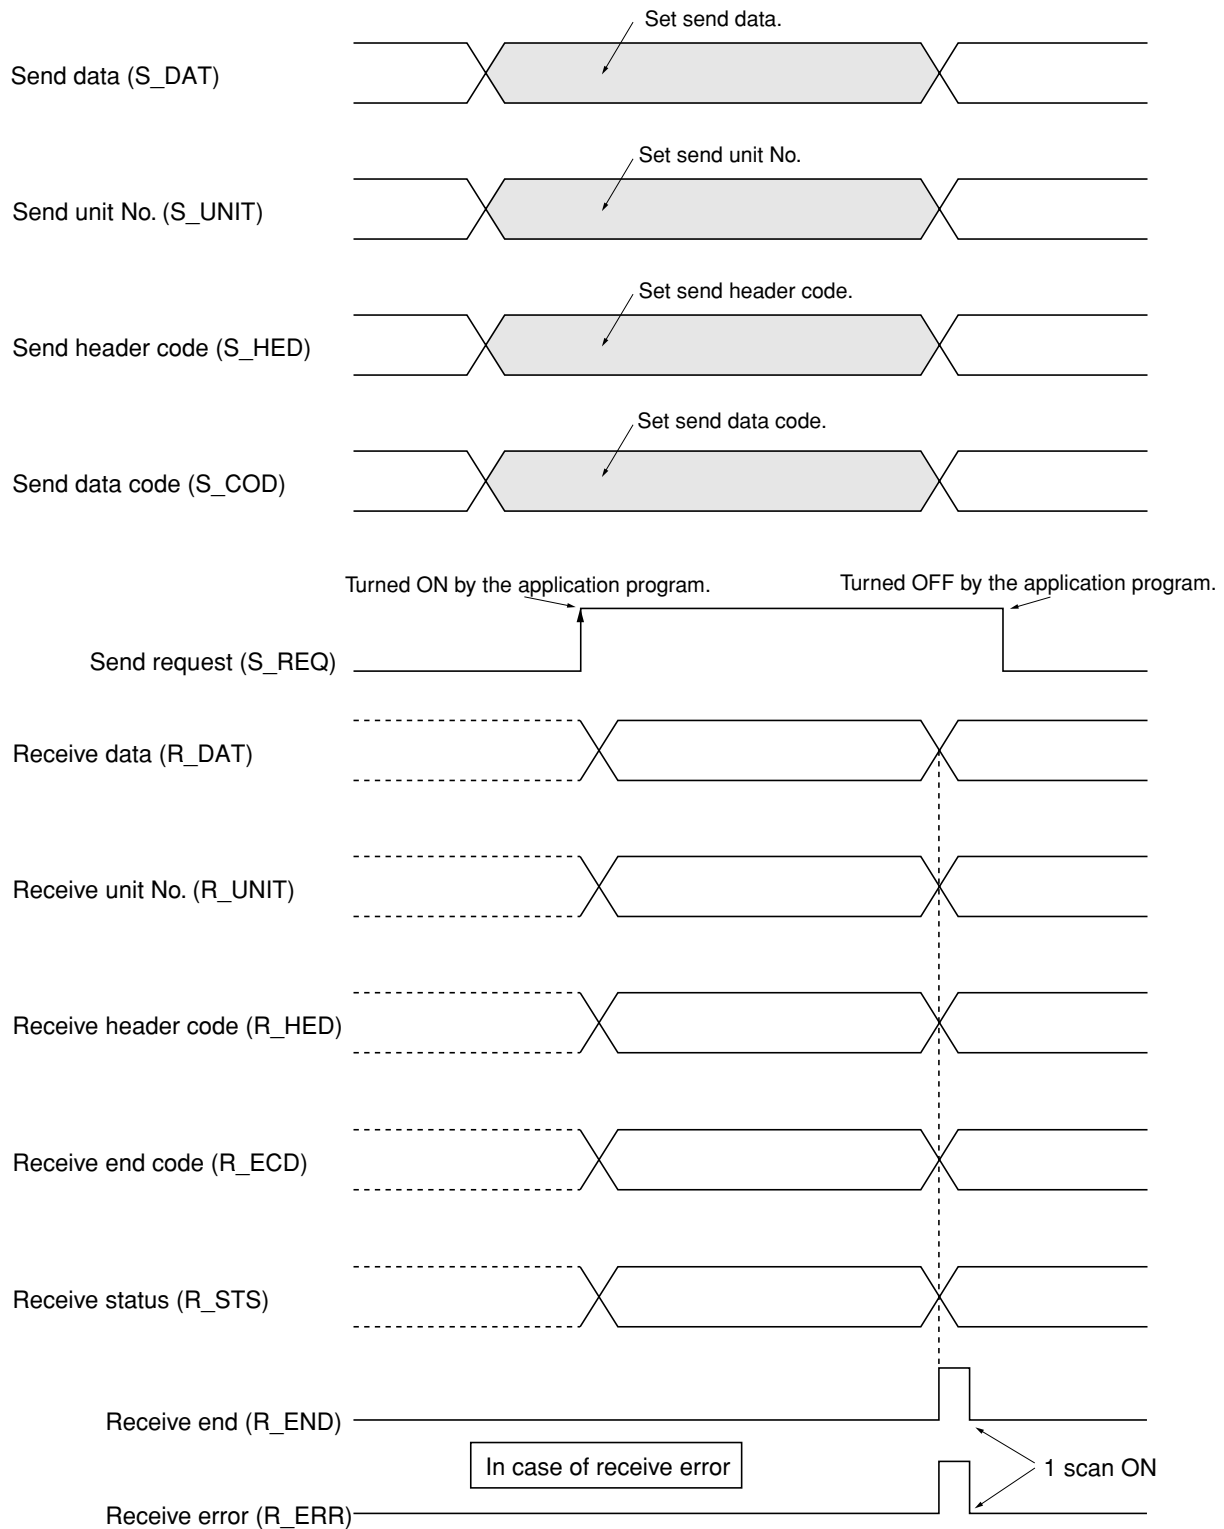 Set send data.
Send data (S_DAT)
Set send unit No.
Send unit No. (S_UNIT)
Set send header code.
Send header code (S_HED)
Set send data code.
Send data code (S_COD)
Turned ON by the application program.
Turned OFF by the application program.
Send request (S_REQ)
Receive data (R_DAT)
Receive unit No. (R_UNIT)
Receive header code (R_HED)
Receive end code (R_ECD)
Receive status (R_STS)
Receive end (R_END)
In case of receive error
1 scan ON
Receive error (R_ERR)